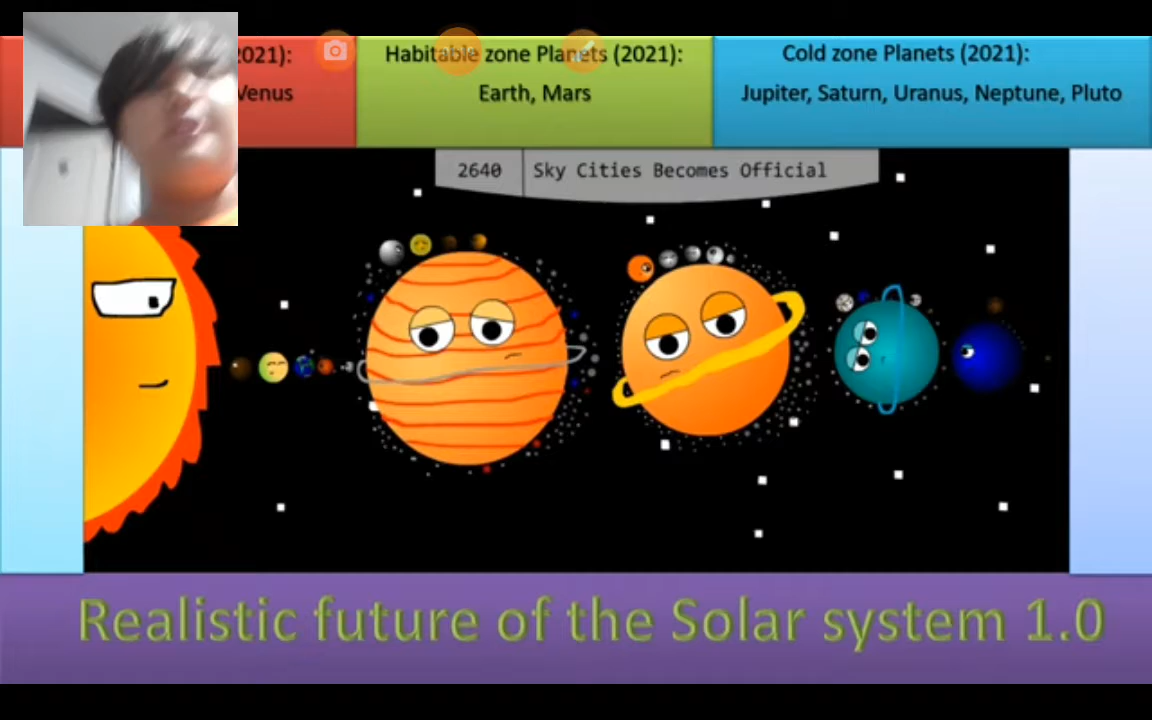 2021):
Venus
Habitable zone Planets (2021):
Earth, Mars
Cold zone Planets (2021):
Jupiter, Saturn, Uranus, Neptune, Pluto
2640 Sky Cities Becomes Official
Realistic future of the Solar system 1.0